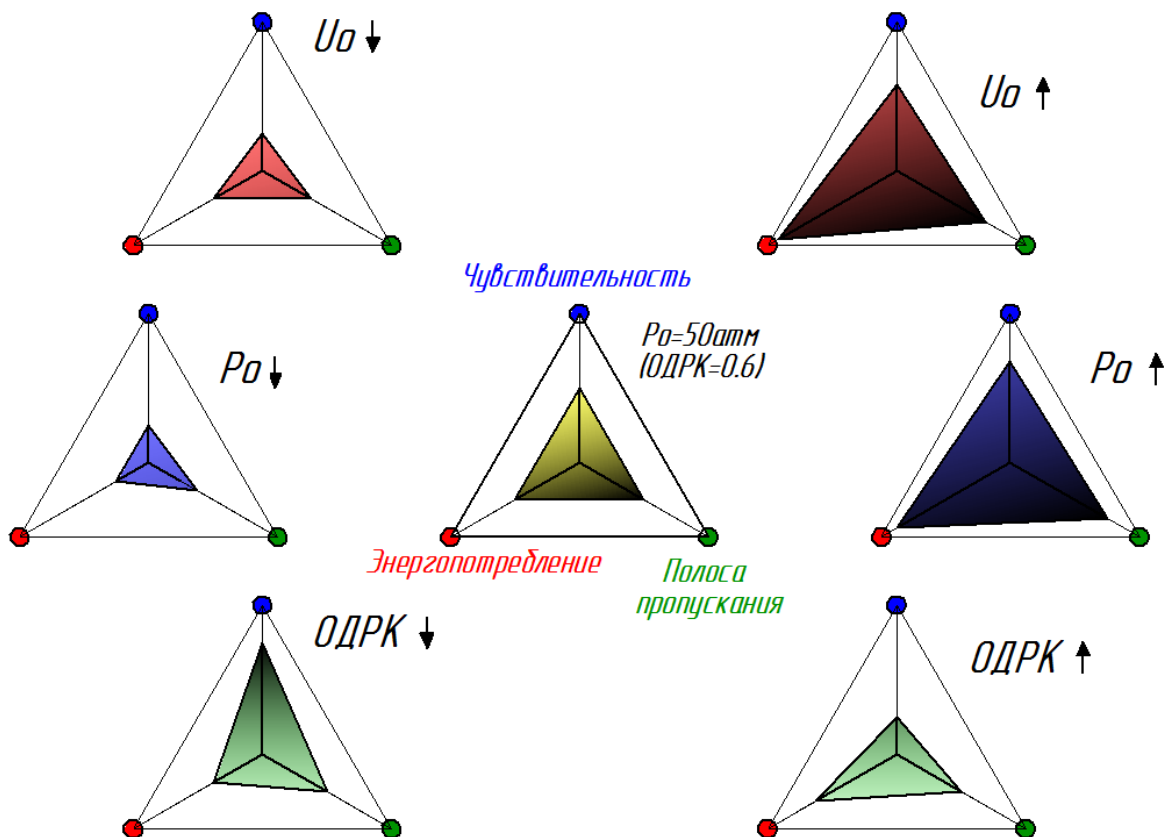 Uo ↓
Uo ↑
Чувствительность
Po=50атм
(ОДРК=0.6)
Po ↓
Po ↑
Энергопотребление
Полоса
пропускания
ОДРК ↓
ОДРК ↑